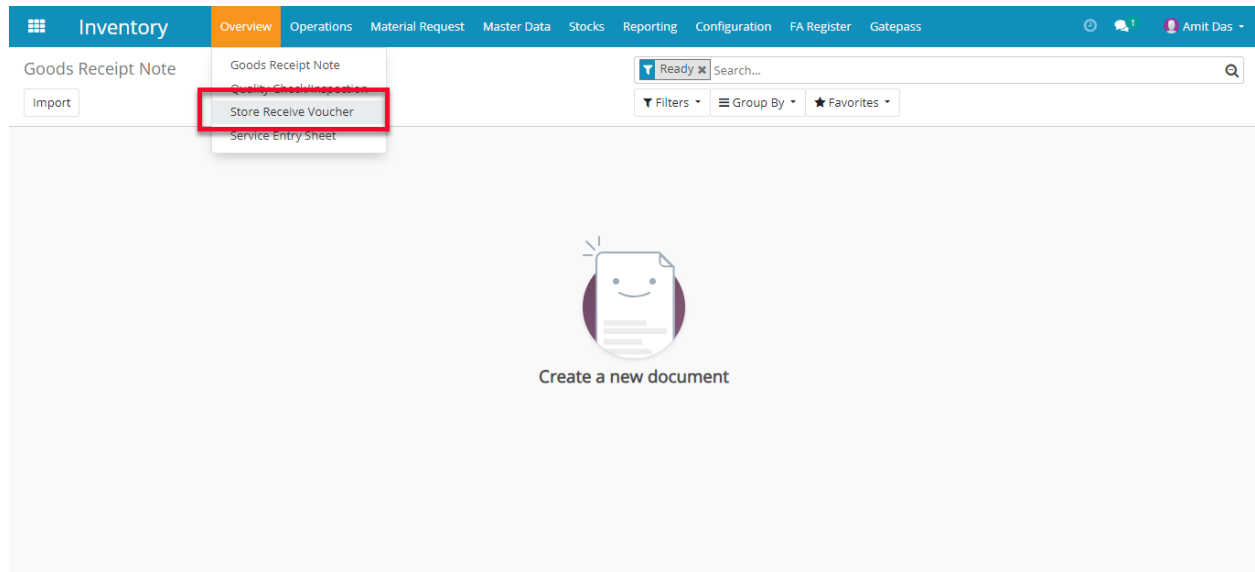 Inventory Overview Operations Material Request Master Data Stocks Reporting Configuration FA Register Gatepass 1 Amit Das
Goods Receipt Note
Ready Search...
Import
Filters Group By Favorites
Goods Receipt Note
Quality Check/Inspection
Store Receive Voucher
Service Entry Sheet
Create a new document